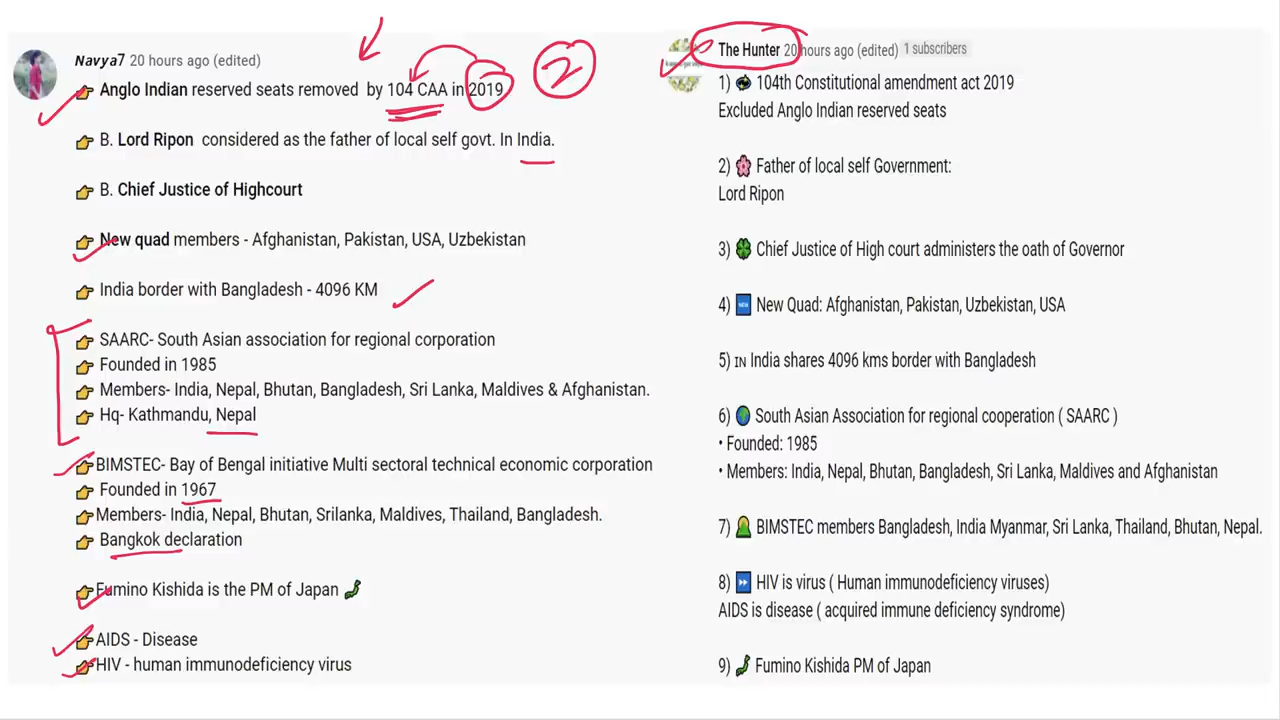 Navya7 20 hours ago (edited)
Anglo Indian reserved seats removed by 104 CAA in 2019
2
B. Lord Ripon considered as the father of local self govt. In India.
B. Chief Justice of Highcourt
New quad members - Afghanistan, Pakistan, USA, Uzbekistan
India border with Bangladesh - 4096 KM
SAARC- South Asian association for regional corporation
Founded in 1985
Members- India, Nepal, Bhutan, Bangladesh, Sri Lanka, Maldives & Afghanistan.
Hq- Kathmandu, Nepal
BIMSTEC- Bay of Bengal initiative Multi sectoral technical economic corporation
Founded in 1967
Members- India, Nepal, Bhutan, Srilanka, Maldives, Thailand, Bangladesh.
Bangkok declaration
Fumino Kishida is the PM of Japan
AIDS - Disease
HIV - human immunodeficiency virus
The Hunter 20 hours ago (edited) 1 subscribers
1) 104th Constitutional amendment act 2019
Excluded Anglo Indian reserved seats
2) Father of local self Government:
Lord Ripon
3) Chief Justice of High court administers the oath of Governor
4) NEW New Quad: Afghanistan, Pakistan, Uzbekistan, USA
5) IN India shares 4096 kms border with Bangladesh
6) South Asian Association for regional cooperation ( SAARC )
• Founded: 1985
• Members: India, Nepal, Bhutan, Bangladesh, Sri Lanka, Maldives and Afghanistan
7) BIMSTEC members Bangladesh, India Myanmar, Sri Lanka, Thailand, Bhutan, Nepal.
8) HIV is virus ( Human immunodeficiency viruses)
AIDS is disease ( acquired immune deficiency syndrome)
9) Fumino Kishida PM of Japan